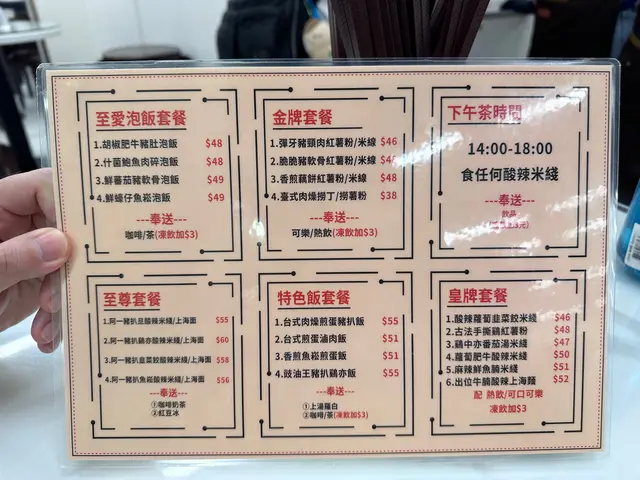 至愛泡飯套餐
1.胡椒肥牛豬肚泡飯 $48
2.什菌鮑魚肉碎泡飯 $48
3.鮮蕃茄豬軟骨泡飯 $49
4.鮮蠔仔魚崧泡飯 $49
---奉送---
咖啡/茶(凍飲加$3)
金牌套餐
1.彈牙豬頸肉紅薯粉/米線 $46
2.脆脆豬軟骨紅薯粉/米線
3.香煎藕餅紅薯粉/米線 $48
4.臺式肉燥撈丁/撈薯粉 $38
---奉送---
可樂/熱飲(凍飲加$3)
下午茶時間
14:00-18:00
食任何酸辣米綫
---奉送---
飲品
至尊套餐
1.阿一豬扒昆酸辣米綫/上海面 $55
2.阿一豬扒鷄亦酸辣米綫/上海面 $60
3.阿一豬扒韭菜餃酸辣米綫/上海面 $58
4.阿一豬扒魚崧酸辣米綫/上海面 $56
---奉送---
①咖啡奶茶
②紅豆冰
特色飯套餐
1.台式肉燥煎蛋豬扒飯 $55
2.台式煎蛋滷肉飯 $51
3.香煎魚崧煎蛋飯 $51
4.豉油王豬扒鷄亦飯 $55
---奉送---
①上湯蘿白
②咖啡/茶(凍飲加$3)
皇牌套餐
1.酸辣蘿蔔韭菜餃米綫 $46
2.古法手撕鷄紅薯粉 $48
3.鷄中亦番茄湯米綫 $47
4.蘿蔔肥牛酸辣米綫 $50
5.麻辣鮮魚腩米綫 $51
6.出位牛腩酸辣上海麵 $52
配 熱飲/可口可樂
凍飲加$3